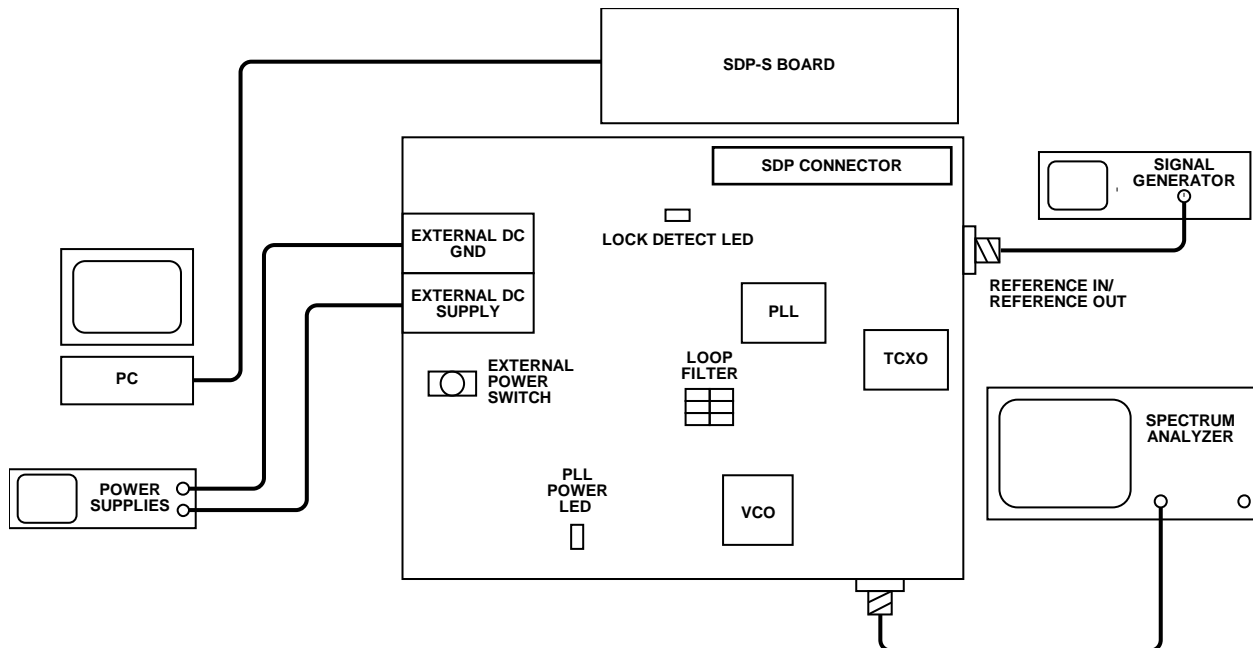 SDP-S BOARD
SDP CONNECTOR
SIGNAL
GENERATOR
EXTERNAL DC
GND
LOCK DETECT LED
EXTERNAL DC
SUPPLY
REFERENCE IN/
REFERENCE OUT
PLL
TCXO
PC
EXTERNAL
POWER
SWITCH
LOOP
FILTER
SPECTRUM
ANALYZER
POWER
SUPPLIES
PLL
POWER
LED
VCO